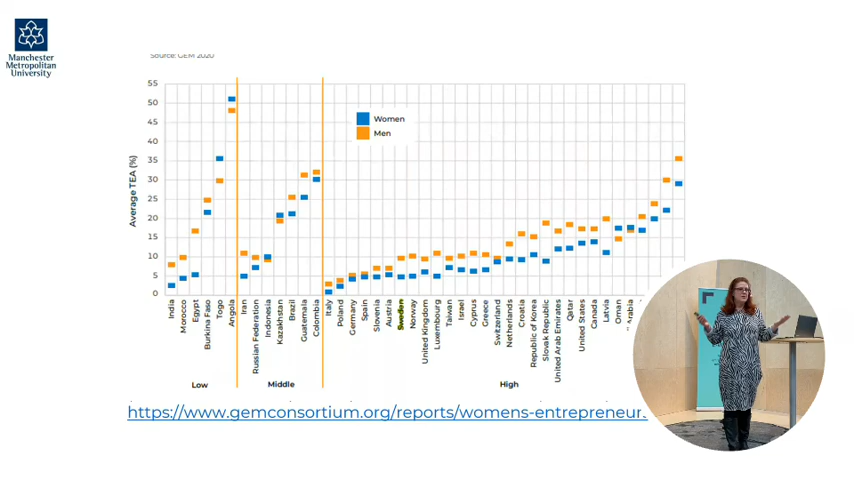 Manchester
Metropolitan
University
Source: GEM 2020
Average TEA (%)
55
50
45
40
35
30
25
20
15
10
5
0
Women
Men
India
Morocco
Egypt
Burkina Faso
Togo
Angola
Iran
Russian Federation
Indonesia
Kazakhstan
Brazil
Guatemala
Colombia
Italy
Poland
Germany
Spain
Slovenia
Austria
Sweden
Norway
United Kingdom
Luxembourg
Taiwan
Israel
Cyprus
Greece
Switzerland
Netherlands
Croatia
Republic of Korea
Slovak Republic
United Arab Emirates
Qatar
United States
Canada
Latvia
Oman
Arabia
Low
Middle
High
https://www.gemconsortium.org/reports/womens-entrepreneurs